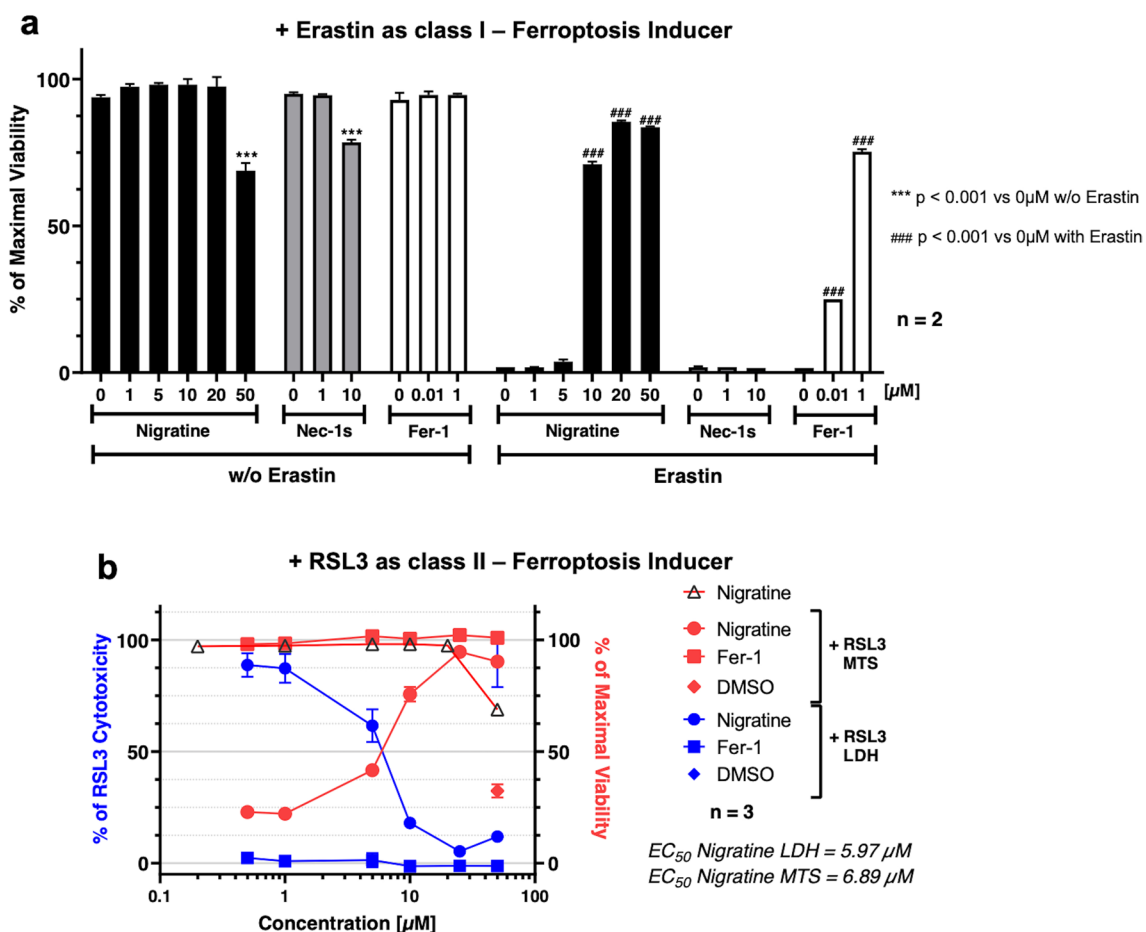 a
+ Erastin as class I – Ferroptosis Inducer
% of Maximal Viability
100
50
0
***
***
###
###
###
###
###
*** p < 0.001 vs 0µM w/o Erastin
### p < 0.001 vs 0µM with Erastin
n = 2
0 1 5 10 20 50 0 1 10 0 0.01 1 0 1 5 10 20 50 0 1 10 0 0.01 1 [µM]
Nigratine Nec-1s Fer-1 Nigratine Nec-1s Fer-1
w/o Erastin Erastin
b
+ RSL3 as class II – Ferroptosis Inducer
% of RSL3 Cytotoxicity
100
50
0
100
50
0
% of Maximal Viability
0.1 1 10 100
Concentration [µM]
Nigratine
Nigratine
Fer-1
DMSO
+ RSL3
MTS
Nigratine
Fer-1
DMSO
+ RSL3
LDH
n = 3
EC50 Nigratine LDH = 5.97 µM
EC50 Nigratine MTS = 6.89 µM